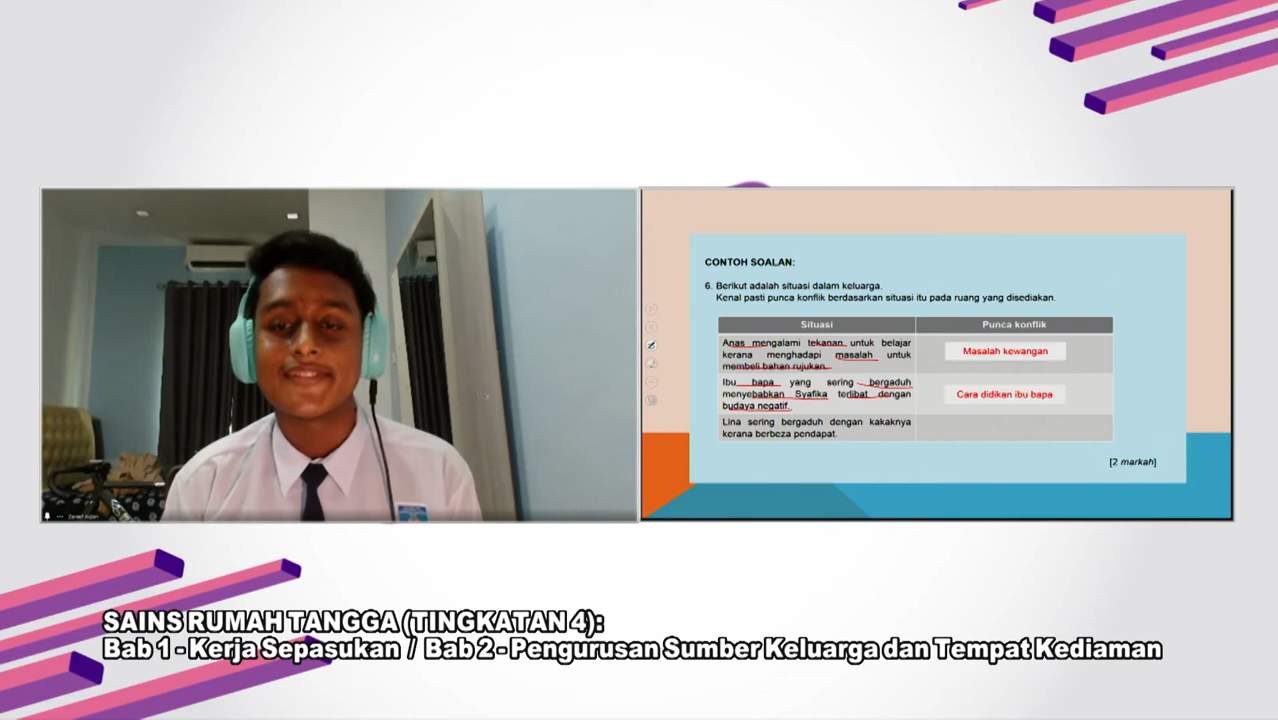 CONTOH SOALAN:
6. Berikut adalah situasi dalam keluarga.
Kenal pasti punca konflik berdasarkan situasi itu pada ruang yang disediakan.
Situasi
Punca konflik
Anas mengalami tekanan untuk belajar
kerana menghadapi masalah untuk
membeli bahan rujukan.
Masalah kewangan
Ibu bapa yang sering bergaduh
menyebabkan Syafika terlibat dengan
budaya negatif.
Cara didikan ibu bapa
Lina sering bergaduh dengan kakaknya
kerana berbeza pendapat.
[2 markah]
SAINS RUMAH TANGGA (TINGKATAN 4):
Bab 1 - Kerja Sepasukan / Bab 2 - Pengurusan Sumber Keluarga dan Tempat Kediaman